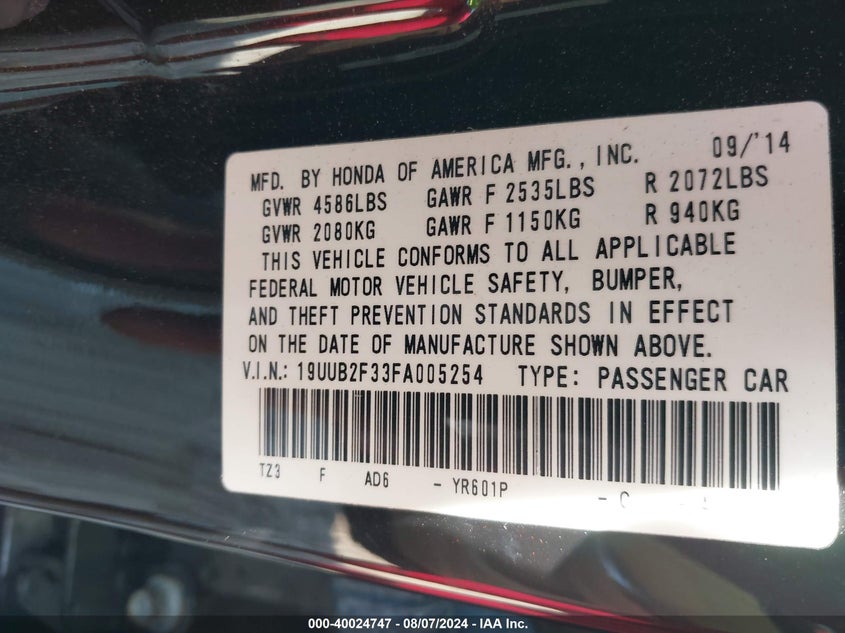 MFD. BY HONDA OF AMERICA MFG., INC. 09/'14
GVWR 4586LBS GAWR F 2535LBS R 2072LBS
GVWR 2080KG GAWR F 1150KG R 940KG
THIS VEHICLE CONFORMS TO ALL APPLICABLE
FEDERAL MOTOR VEHICLE SAFETY, BUMPER,
AND THEFT PREVENTION STANDARDS IN EFFECT
ON THE DATE OF MANUFACTURE SHOWN ABOVE.
V.I.N.: 19UUB2F33FA005254 TYPE: PASSENGER CAR
TZ3 F AD6 - YR601P - C
000-40024747 - 08/07/2024 - IAA Inc.